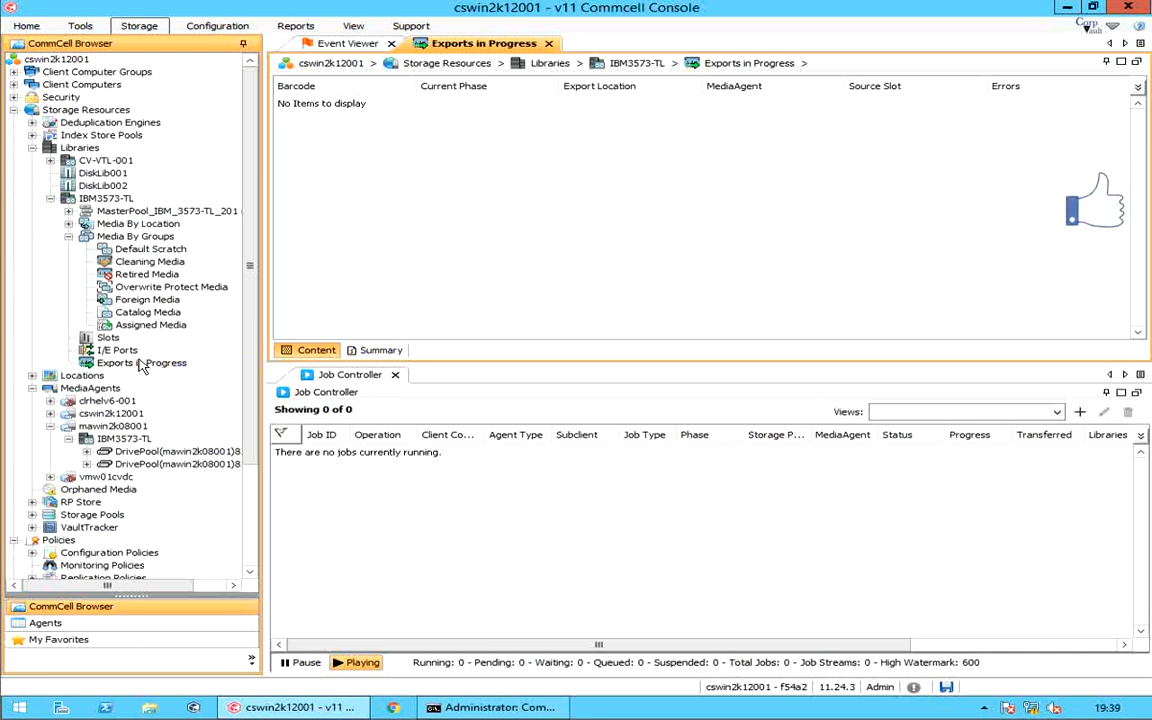 cswin2k12001 - v11 Commcell Console
Home Tools Storage Configuration Reports View Support
Corp
Vault
CommCell Browser
cswin2k12001
Client Computer Groups
Client Computers
Security
Storage Resources
Deduplication Engines
Index Store Pools
Libraries
CV-VTL-001
DiskLib001
DiskLib002
IBM3573-TL
MasterPool_IBM_3573-TL_201
Media By Location
Media By Groups
Default Scratch
Cleaning Media
Retired Media
Overwrite Protect Media
Foreign Media
Catalog Media
Assigned Media
Slots
I/E Ports
Exports in Progress
Locations
MediaAgents
clrhelv6-001
cswin2k12001
mawin2k08001
IBM3573-TL
DrivePool(mawin2k08001)8
DrivePool(mawin2k08001)8
vmw01cvdc
Orphaned Media
RP Store
Storage Pools
VaultTracker
Policies
Configuration Policies
Monitoring Policies
Replication Policies
CommCell Browser
Agents
My Favorites
Event Viewer Exports in Progress
cswin2k12001 > Storage Resources > Libraries > IBM3573-TL > Exports in Progress >
Barcode Current Phase Export Location MediaAgent Source Slot Errors
No Items to display
Content Summary
Job Controller
Job Controller
Showing 0 of 0 Views:
Job ID Operation Client Co... Agent Type Subclient Job Type Phase Storage P... MediaAgent Status Progress Transferred Libraries
There are no jobs currently running.
Pause Playing Running: 0 - Pending: 0 - Waiting: 0 - Queued: 0 - Suspended: 0 - Total Jobs: 0 - Job Streams: 0 - High Watermark: 600
cswin2k12001 - f54a2 11.24.3 Admin
cswin2k12001 - v11 ... Administrator: Com... 19:39